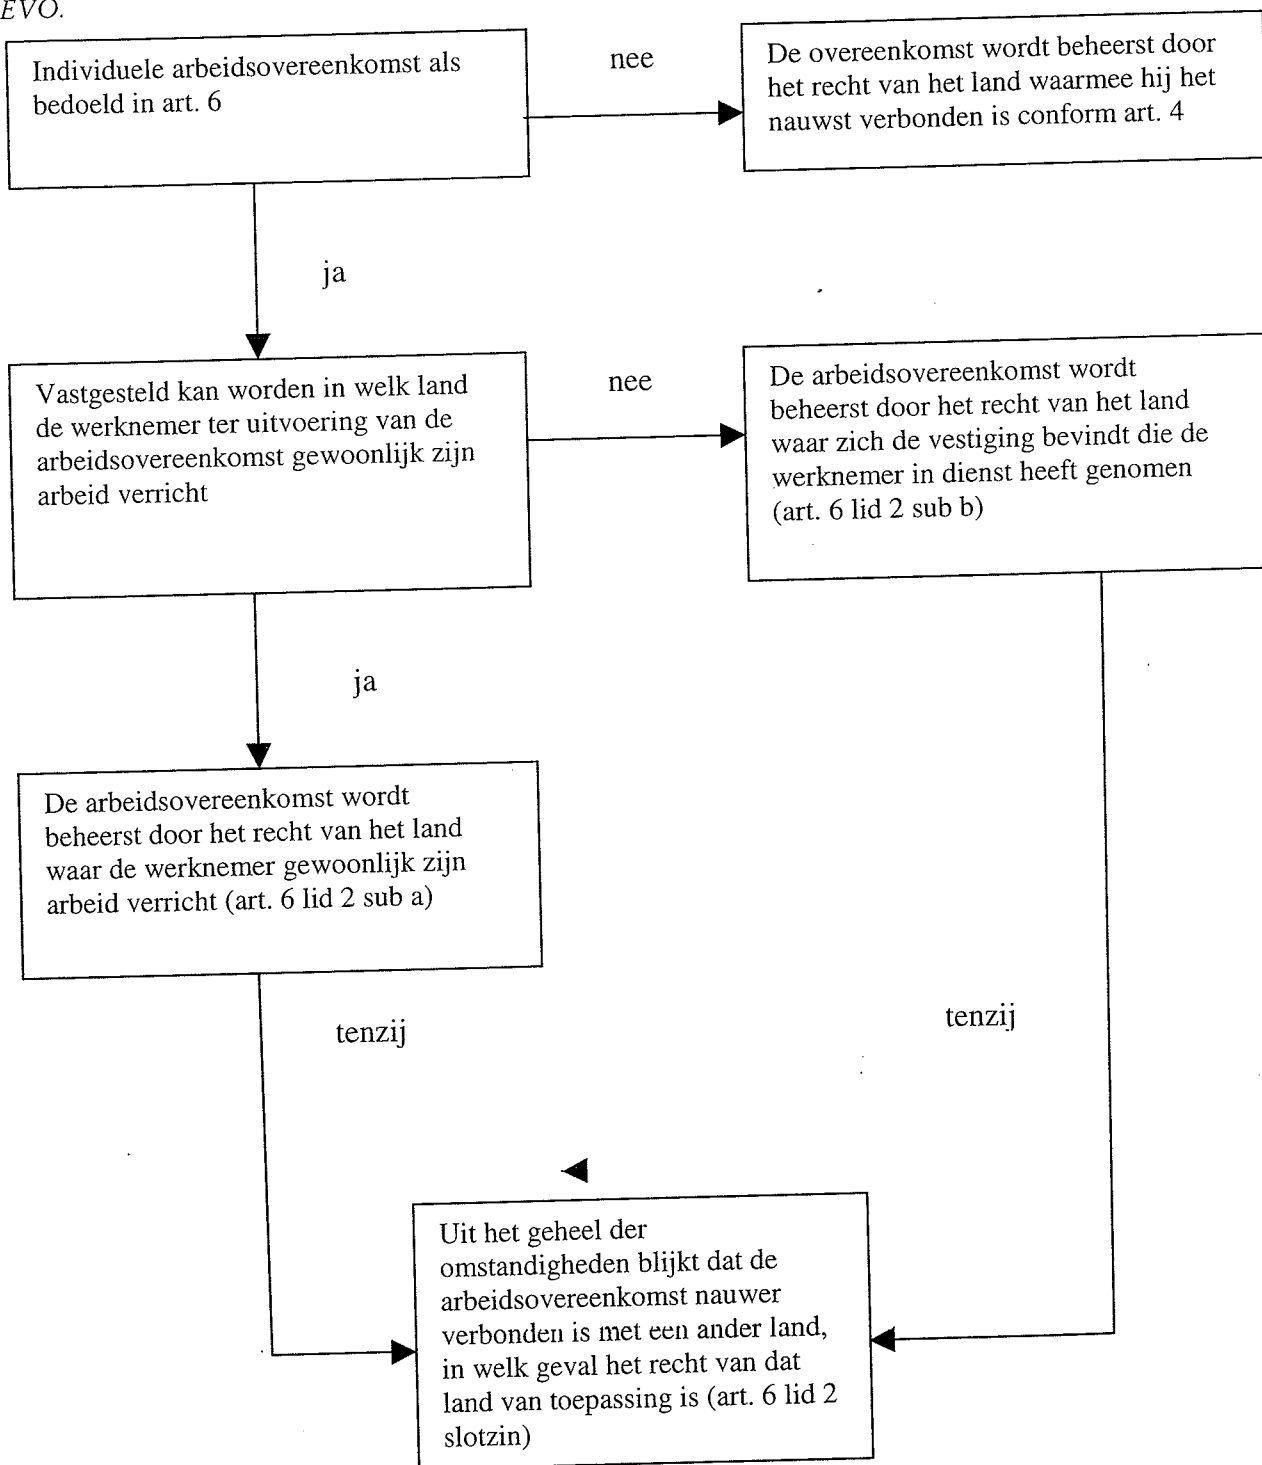 EVO.
Individuele arbeidsovereenkomst als
bedoeld in art. 6
nee
De overeenkomst wordt beheerst door
het recht van het land waarmee hij het
nauwst verbonden is conform art. 4
ja
Vastgesteld kan worden in welk land
de werknemer ter uitvoering van de
arbeidsovereenkomst gewoonlijk zijn
arbeid verricht
nee
De arbeidsovereenkomst wordt
beheerst door het recht van het land
waar zich de vestiging bevindt die de
werknemer in dienst heeft genomen
(art. 6 lid 2 sub b)
ja
De arbeidsovereenkomst wordt
beheerst door het recht van het land
waar de werknemer gewoonlijk zijn
arbeid verricht (art. 6 lid 2 sub a)
tenzij
tenzij
Uit het geheel der
omstandigheden blijkt dat de
arbeidsovereenkomst nauwer
verbonden is met een ander land,
in welk geval het recht van dat
land van toepassing is (art. 6 lid 2
slotzin)